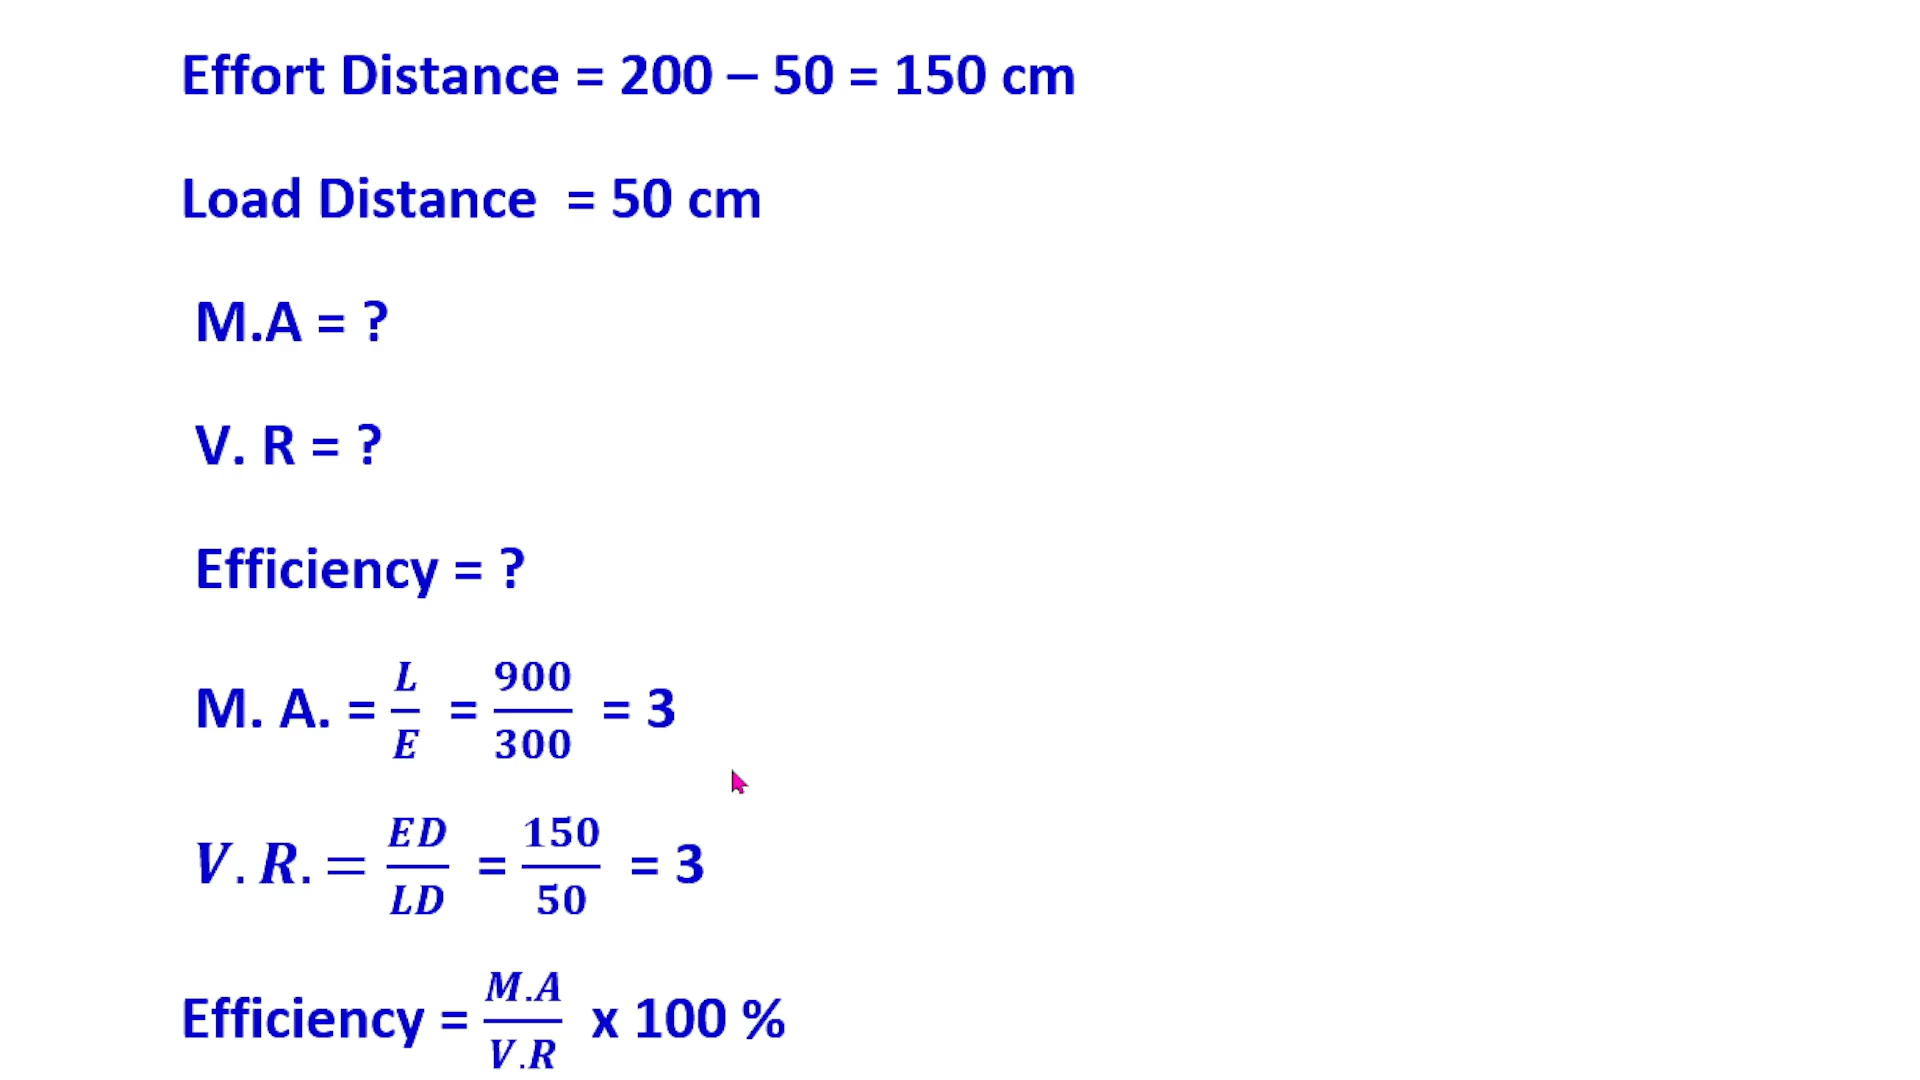 Effort Distance = 200 – 50 = 150 cm
Load Distance = 50 cm
M.A = ?
V. R = ?
Efficiency = ?
M. A. = L/E = 900/300 = 3
V. R. = ED/LD = 150/50 = 3
Efficiency = M.A/V.R x 100 %